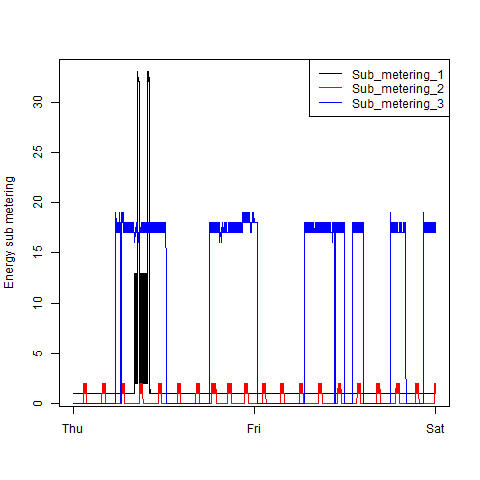 Sub_metering_1
Sub_metering_2
Sub_metering_3
Energy sub metering
30
25
20
15
10
5
0
Thu Fri Sat